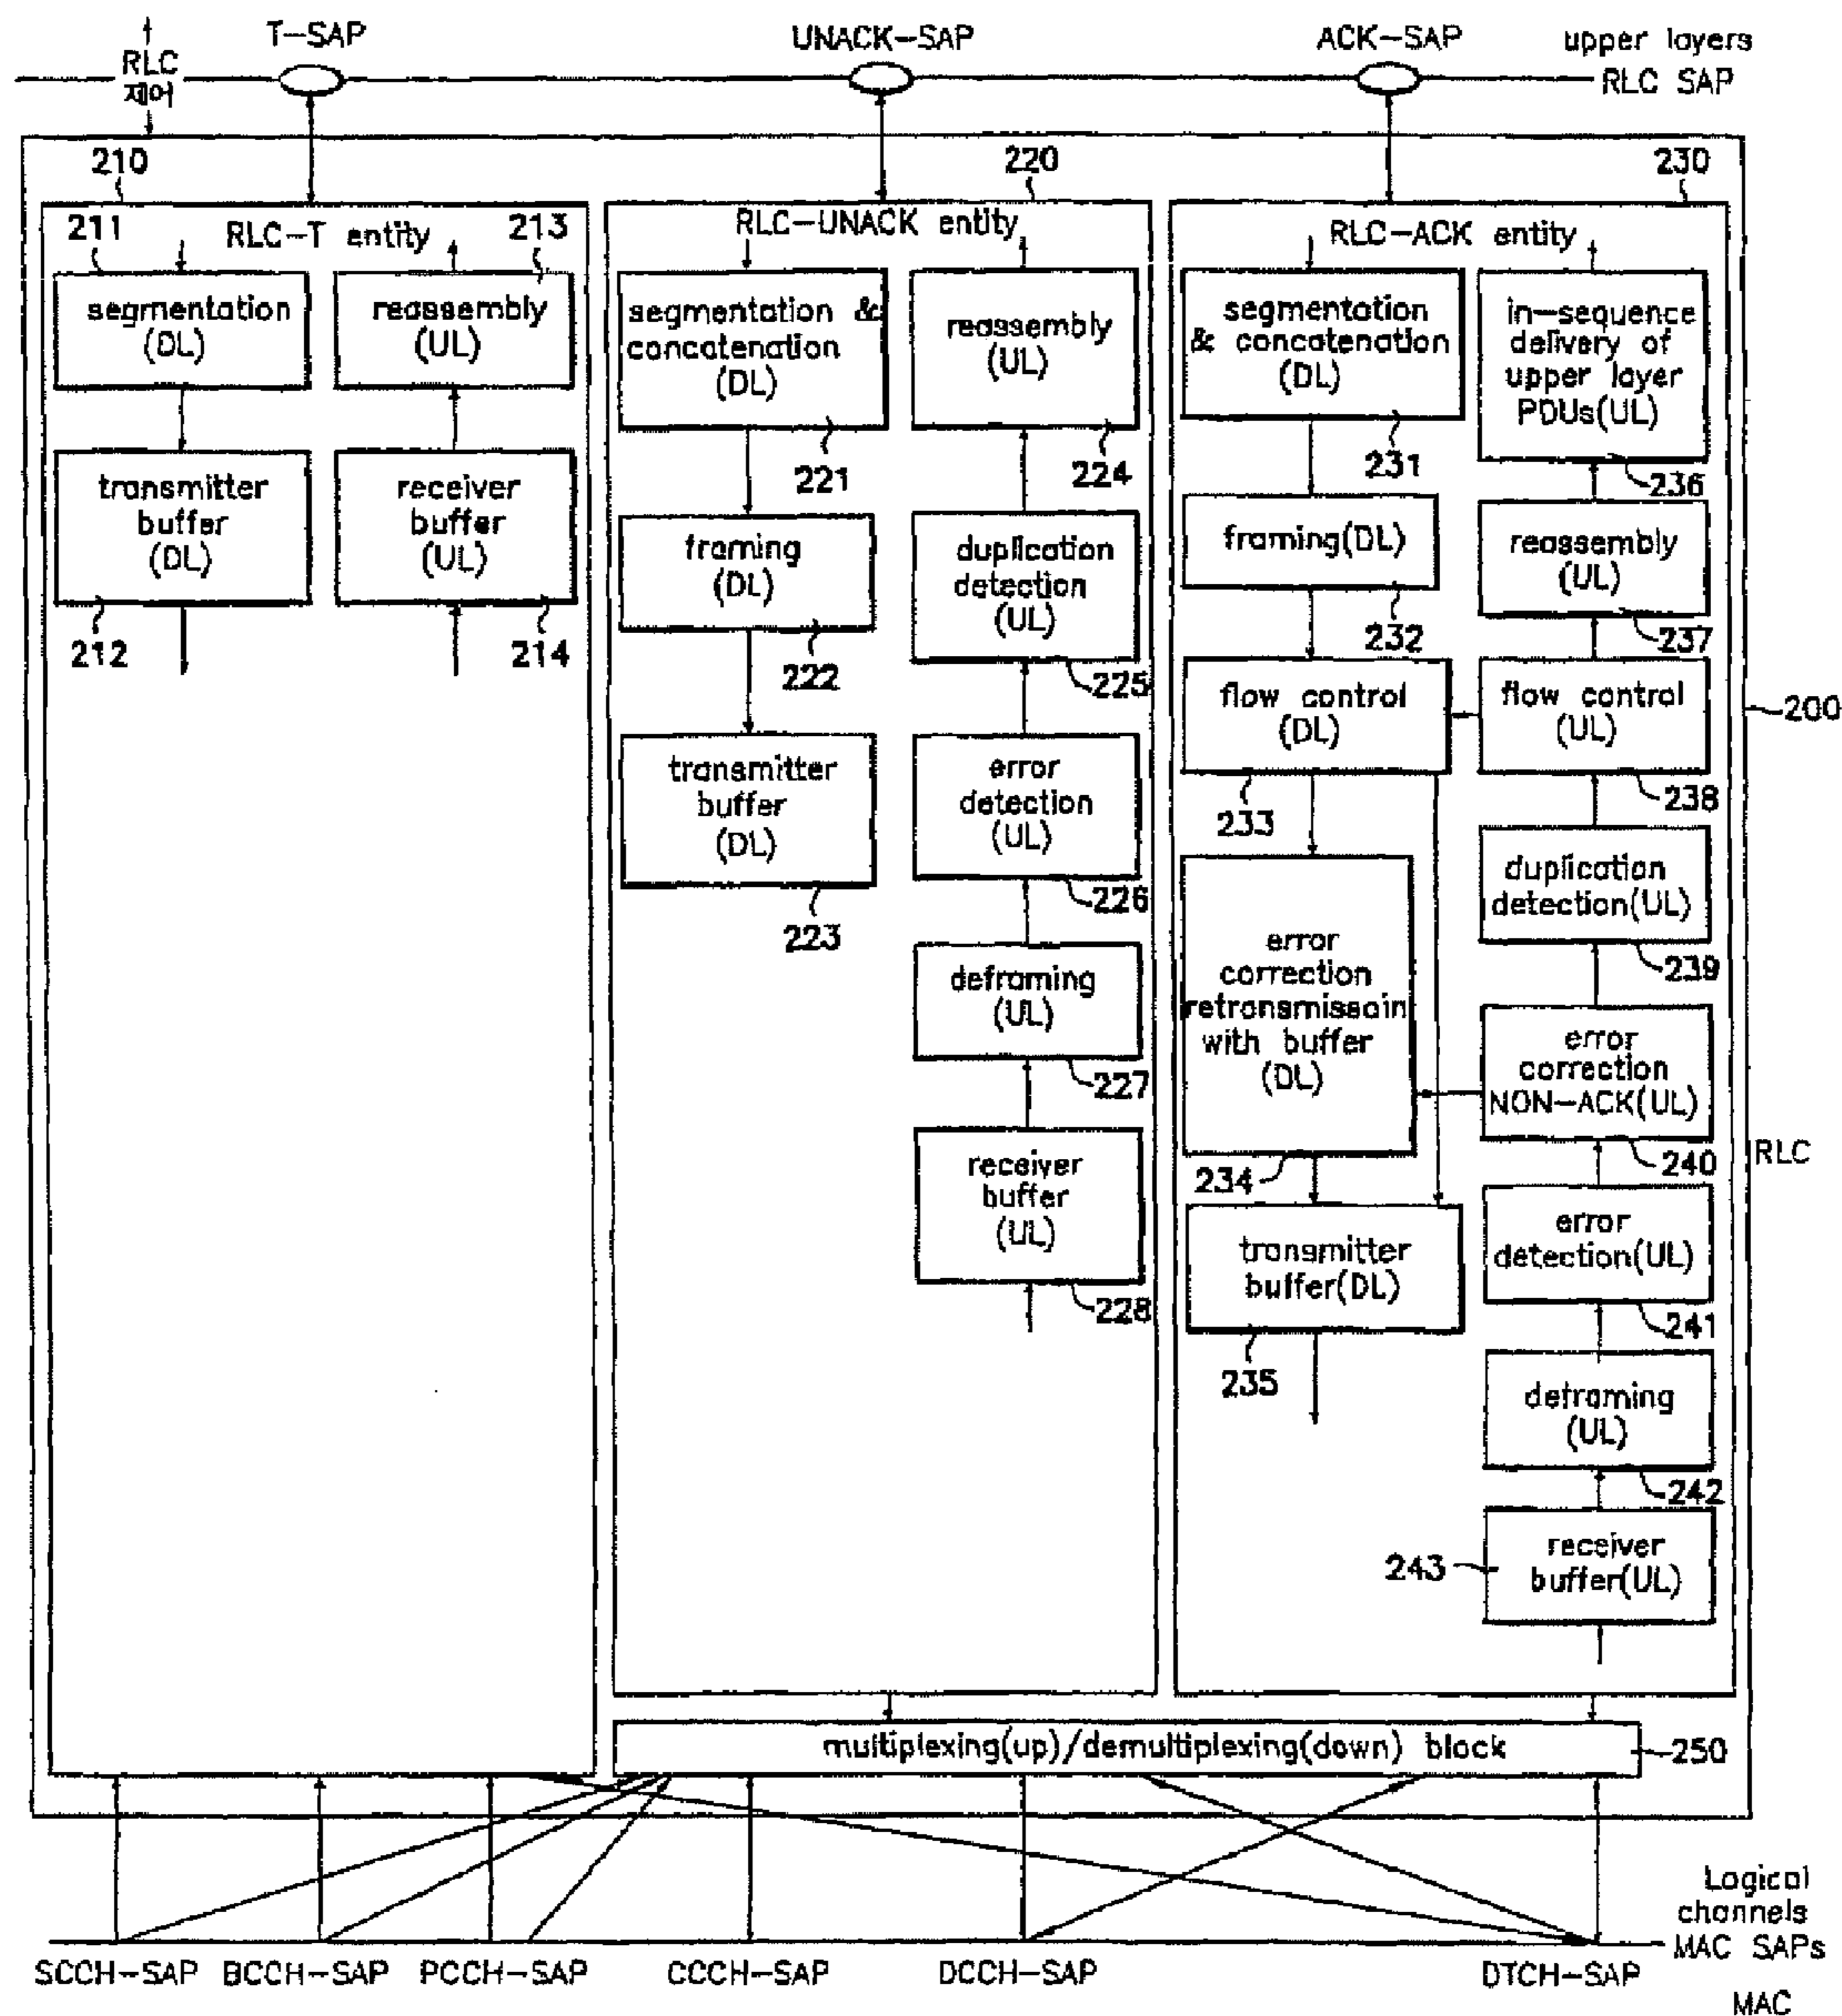 T-SAP
UNACK-SAP
ACK-SAP
upper layers
RLC
제어
RLC SAP
210
220
230
RLC-T entity
211
213
segmentation
(DL)
reassembly
(UL)
transmitter
buffer
(DL)
receiver
buffer
(UL)
212
214
RLC-UNACK entity
segmentation &
concatenation
(DL)
reassembly
(UL)
221
224
framing
(DL)
duplication
detection
(UL)
222
225
transmitter
buffer
(DL)
error
detection
(UL)
223
226
deframing
(UL)
227
receiver
buffer
(UL)
228
RLC-ACK entity
segmentation
& concatenation
(DL)
in-sequence
delivery of
upper layer
PDUs(UL)
231
236
framing(DL)
reassembly
(UL)
232
237
flow control
(DL)
flow control
(UL)
200
233
238
duplication
detection(UL)
239
error
correction
retransmissain
with buffer
(DL)
error
correction
NON-ACK(UL)
234
240
RLC
transmitter
buffer(DL)
error
detection(UL)
235
241
deframing
(UL)
242
receiver
buffer(UL)
243
multiplexing(up)/demultiplexing(down) block
250
Logical
channels
MAC SAPs
SCCH-SAP
BCCH-SAP
PCCH-SAP
CCCH-SAP
DCCH-SAP
DTCH-SAP
MAC